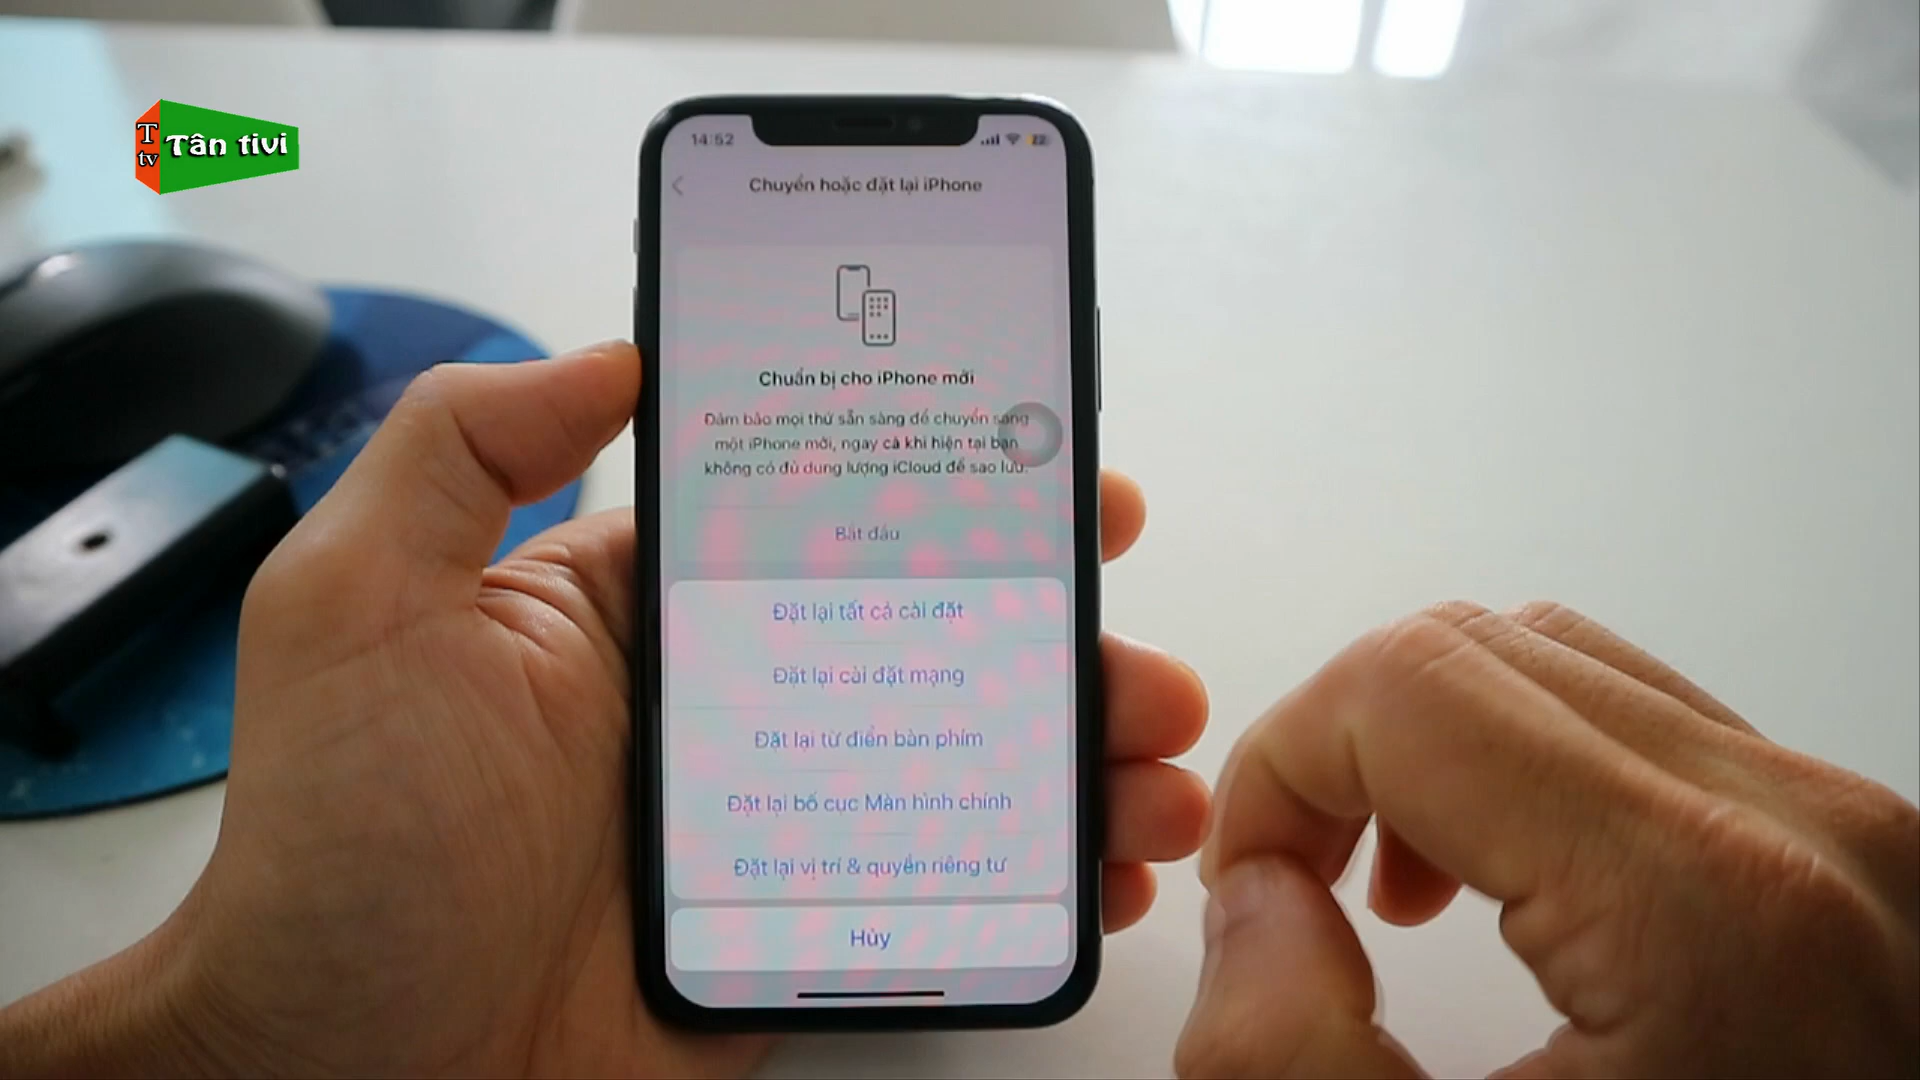 T
tv
Tân tivi
14:52
22
Chuyển hoặc đặt lại iPhone
Chuẩn bị cho iPhone mới
Đảm bảo mọi thứ sẵn sàng để chuyển sang
một iPhone mới, ngay cả khi hiện tại bạn
không có đủ dung lượng iCloud để sao lưu.
Bắt đầu
Đặt lại tất cả cài đặt
Đặt lại cài đặt mạng
Đặt lại từ điển bàn phím
Đặt lại bố cục Màn hình chính
Đặt lại vị trí & quyền riêng tư
Hủy